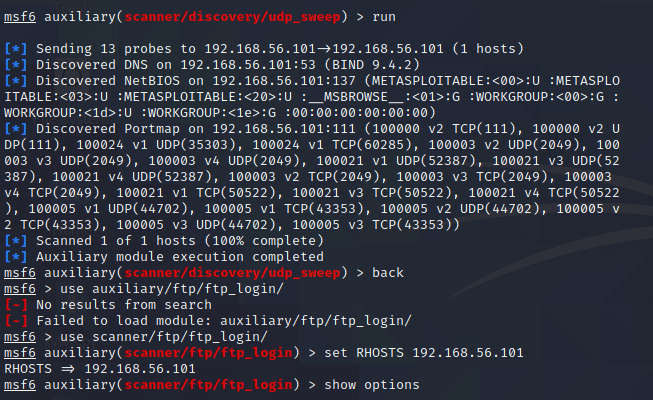 msf6 auxiliary(scanner/discovery/udp_sweep) > run
[*] Sending 13 probes to 192.168.56.101→192.168.56.101 (1 hosts)
[*] Discovered DNS on 192.168.56.101:53 (BIND 9.4.2)
[*] Discovered NetBIOS on 192.168.56.101:137 (METASPLOITABLE:<00>:U :METASPLO
ITABLE:<03>:U :METASPLOITABLE:<20>:U :__MSBROWSE__:<01>:G :WORKGROUP:<00>:G :
WORKGROUP:<1d>:U :WORKGROUP:<1e>:G :00:00:00:00:00:00)
[*] Discovered Portmap on 192.168.56.101:111 (100000 v2 TCP(111), 100000 v2 U
DP(111), 100024 v1 UDP(35303), 100024 v1 TCP(60285), 100003 v2 UDP(2049), 100
003 v3 UDP(2049), 100003 v4 UDP(2049), 100021 v1 UDP(52387), 100021 v3 UDP(52
387), 100021 v4 UDP(52387), 100003 v2 TCP(2049), 100003 v3 TCP(2049), 100003
v4 TCP(2049), 100021 v1 TCP(50522), 100021 v3 TCP(50522), 100021 v4 TCP(50522
), 100005 v1 UDP(44702), 100005 v1 TCP(43353), 100005 v2 UDP(44702), 100005 v
2 TCP(43353), 100005 v3 UDP(44702), 100005 v3 TCP(43353))
[*] Scanned 1 of 1 hosts (100% complete)
[*] Auxiliary module execution completed
msf6 auxiliary(scanner/discovery/udp_sweep) > back
msf6 > use auxiliary/ftp/ftp_login/
[-] No results from search
[-] Failed to load module: auxiliary/ftp/ftp_login/
msf6 > use scanner/ftp/ftp_login/
msf6 auxiliary(scanner/ftp/ftp_login) > set RHOSTS 192.168.56.101
RHOSTS ⇒ 192.168.56.101
msf6 auxiliary(scanner/ftp/ftp_login) > show options